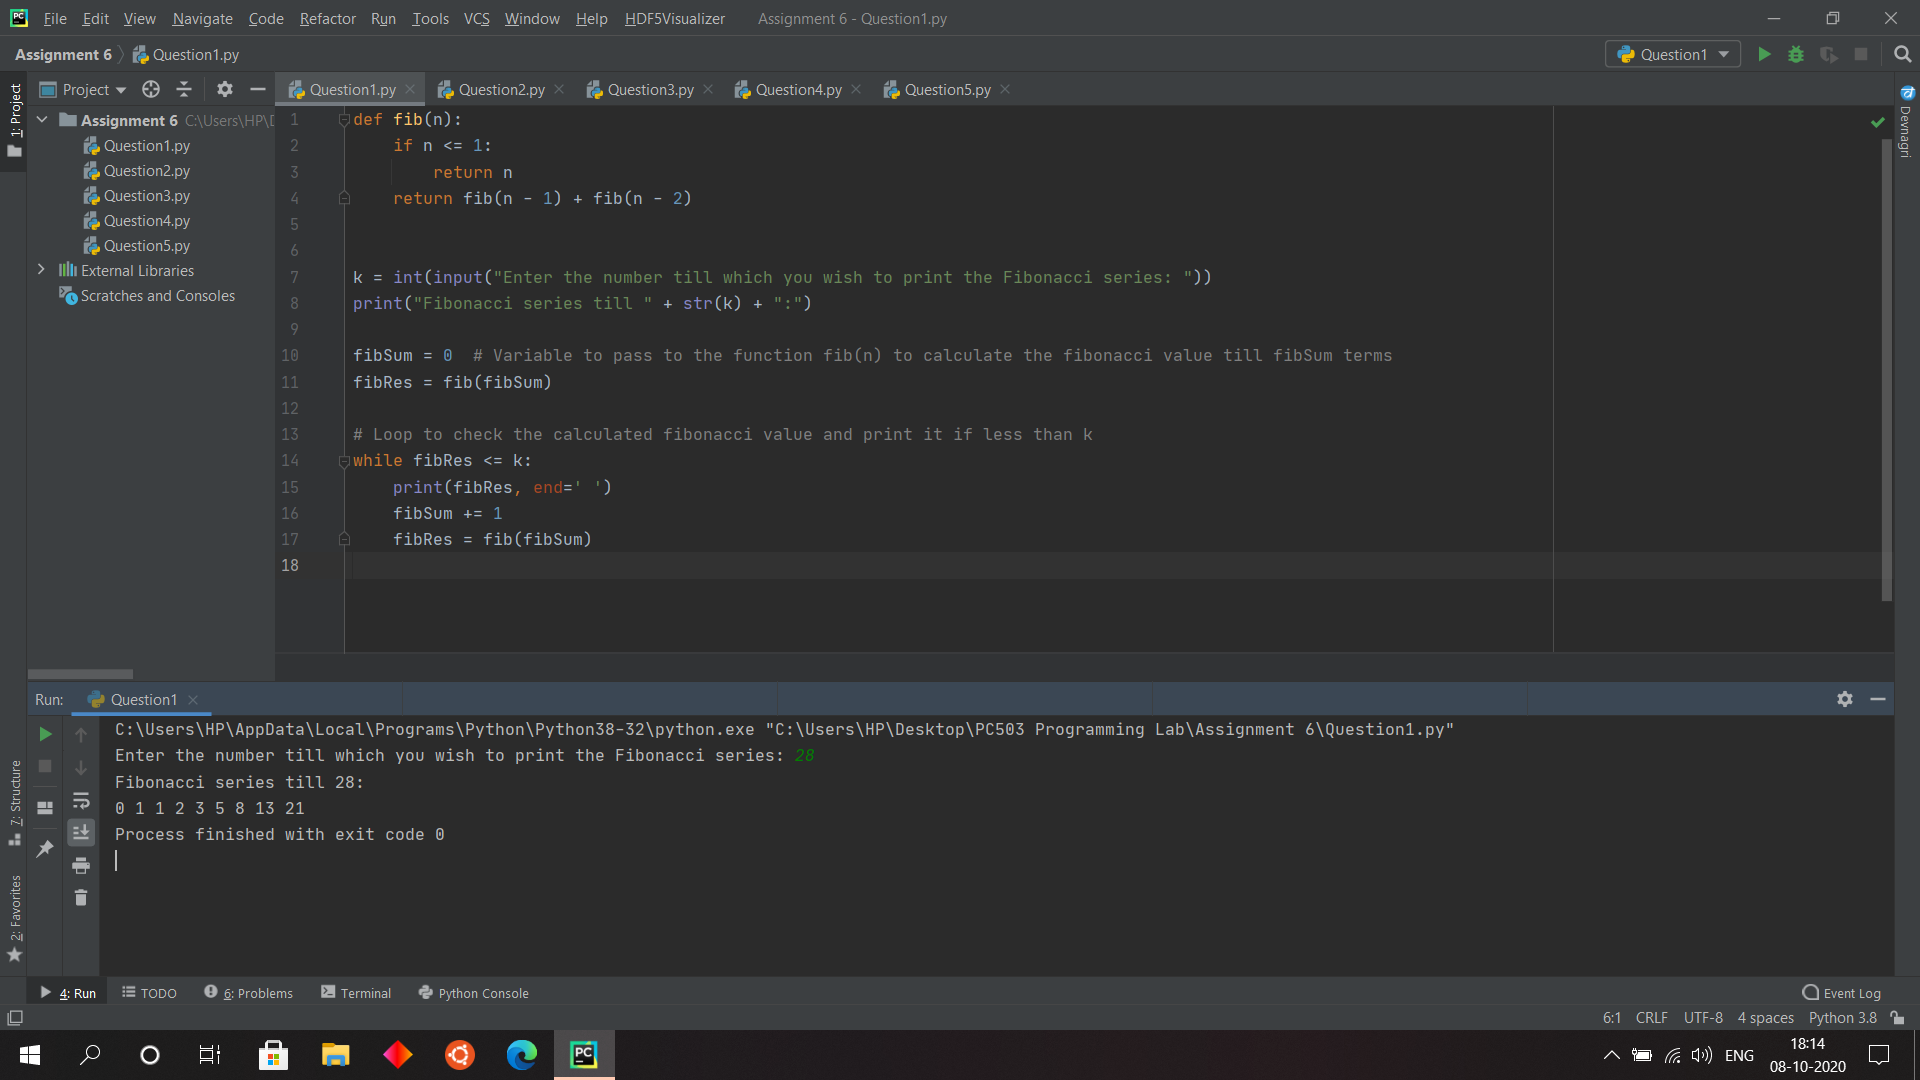 File Edit View Navigate Code Refactor Run Tools VCS Window Help HDF5Visualizer Assignment 6 - Question1.py
Assignment 6 Question1.py
Question1
Project
Question1.py Question2.py Question3.py Question4.py Question5.py
1: Project
Devnagri
Assignment 6 C:\Users\HP\D
Question1.py
Question2.py
Question3.py
Question4.py
Question5.py
External Libraries
Scratches and Consoles
1 def fib(n):
2     if n <= 1:
3         return n
4     return fib(n - 1) + fib(n - 2)
5
6
7 k = int(input("Enter the number till which you wish to print the Fibonacci series: "))
8 print("Fibonacci series till " + str(k) + ":")
9
10 fibSum = 0  # Variable to pass to the function fib(n) to calculate the fibonacci value till fibSum terms
11 fibRes = fib(fibSum)
12
13 # Loop to check the calculated fibonacci value and print it if less than k
14 while fibRes <= k:
15     print(fibRes, end=' ')
16     fibSum += 1
17     fibRes = fib(fibSum)
18
Run: Question1
C:\Users\HP\AppData\Local\Programs\Python\Python38-32\python.exe "C:\Users\HP\Desktop\PC503 Programming Lab\Assignment 6\Question1.py"
Enter the number till which you wish to print the Fibonacci series: 28
Fibonacci series till 28:
0 1 1 2 3 5 8 13 21
Process finished with exit code 0
7: Structure
2: Favorites
4: Run TODO 6: Problems Terminal Python Console Event Log
6:1 CRLF UTF-8 4 spaces Python 3.8
PC
ENG
18:14
08-10-2020